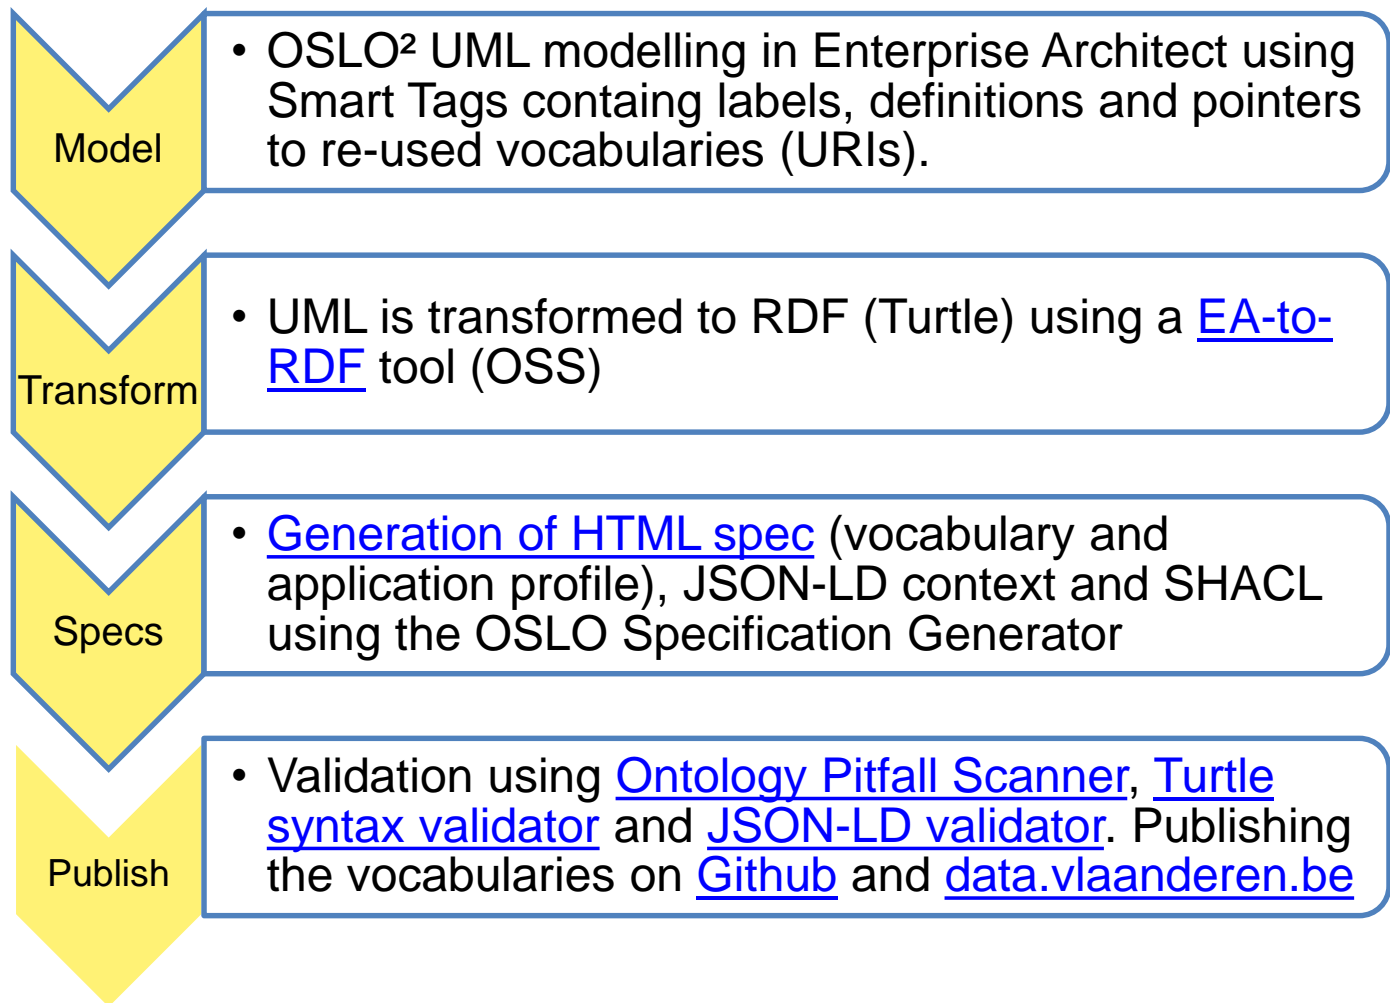 Model
• OSLO² UML modelling in Enterprise Architect using
Smart Tags containg labels, definitions and pointers
to re-used vocabularies (URIs).
Transform
• UML is transformed to RDF (Turtle) using a EA-to-
RDF tool (OSS)
Specs
• Generation of HTML spec (vocabulary and
application profile), JSON-LD context and SHACL
using the OSLO Specification Generator
Publish
• Validation using Ontology Pitfall Scanner, Turtle
syntax validator and JSON-LD validator. Publishing
the vocabularies on Github and data.vlaanderen.be